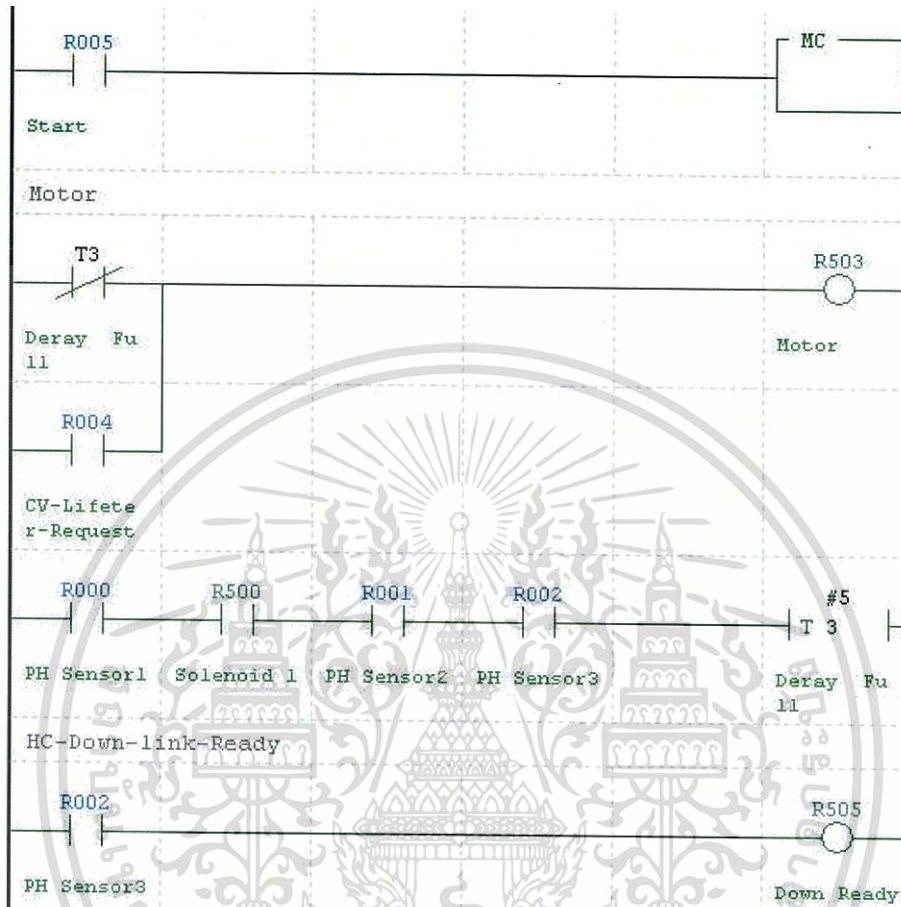 R005
MC
Start
Motor
T3
R503
Deray Fu
ll
Motor
R004
CV-Lifete
r-Request
R000 R500 R001 R002 #5
T 3
PH Sensor1 Solenoid 1 PH Sensor2 PH Sensor3 Deray Fu
ll
HC-Down-link-Ready
R002
R505
PH Sensor3
Down Ready